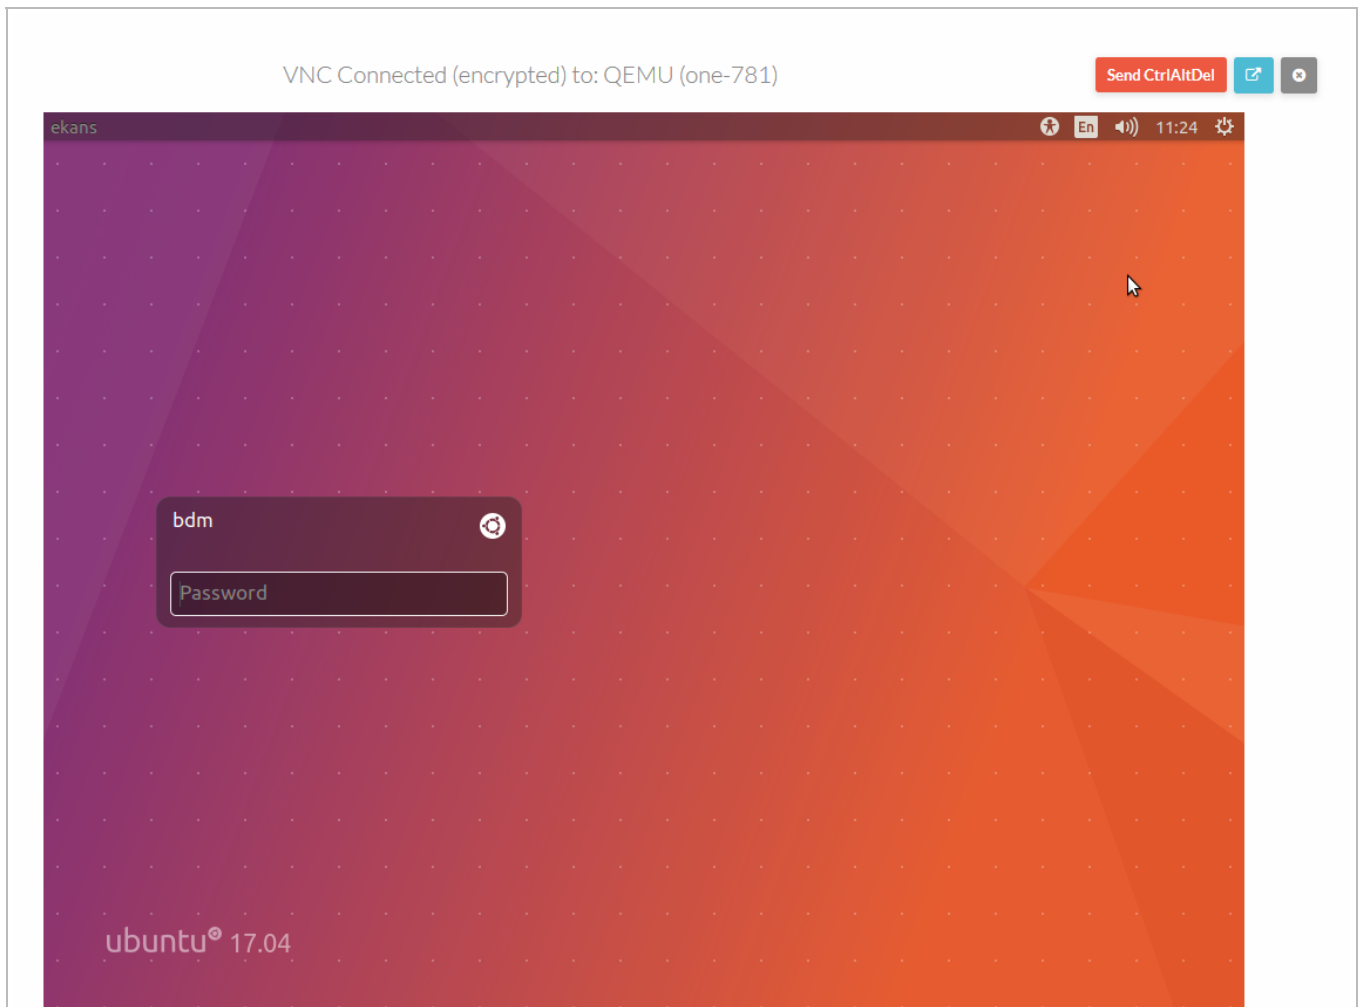 VNC Connected (encrypted) to: QEMU (one-781)
Send CtrlAltDel
ekans
En
11:24
bdm
Password
ubuntu 17.04